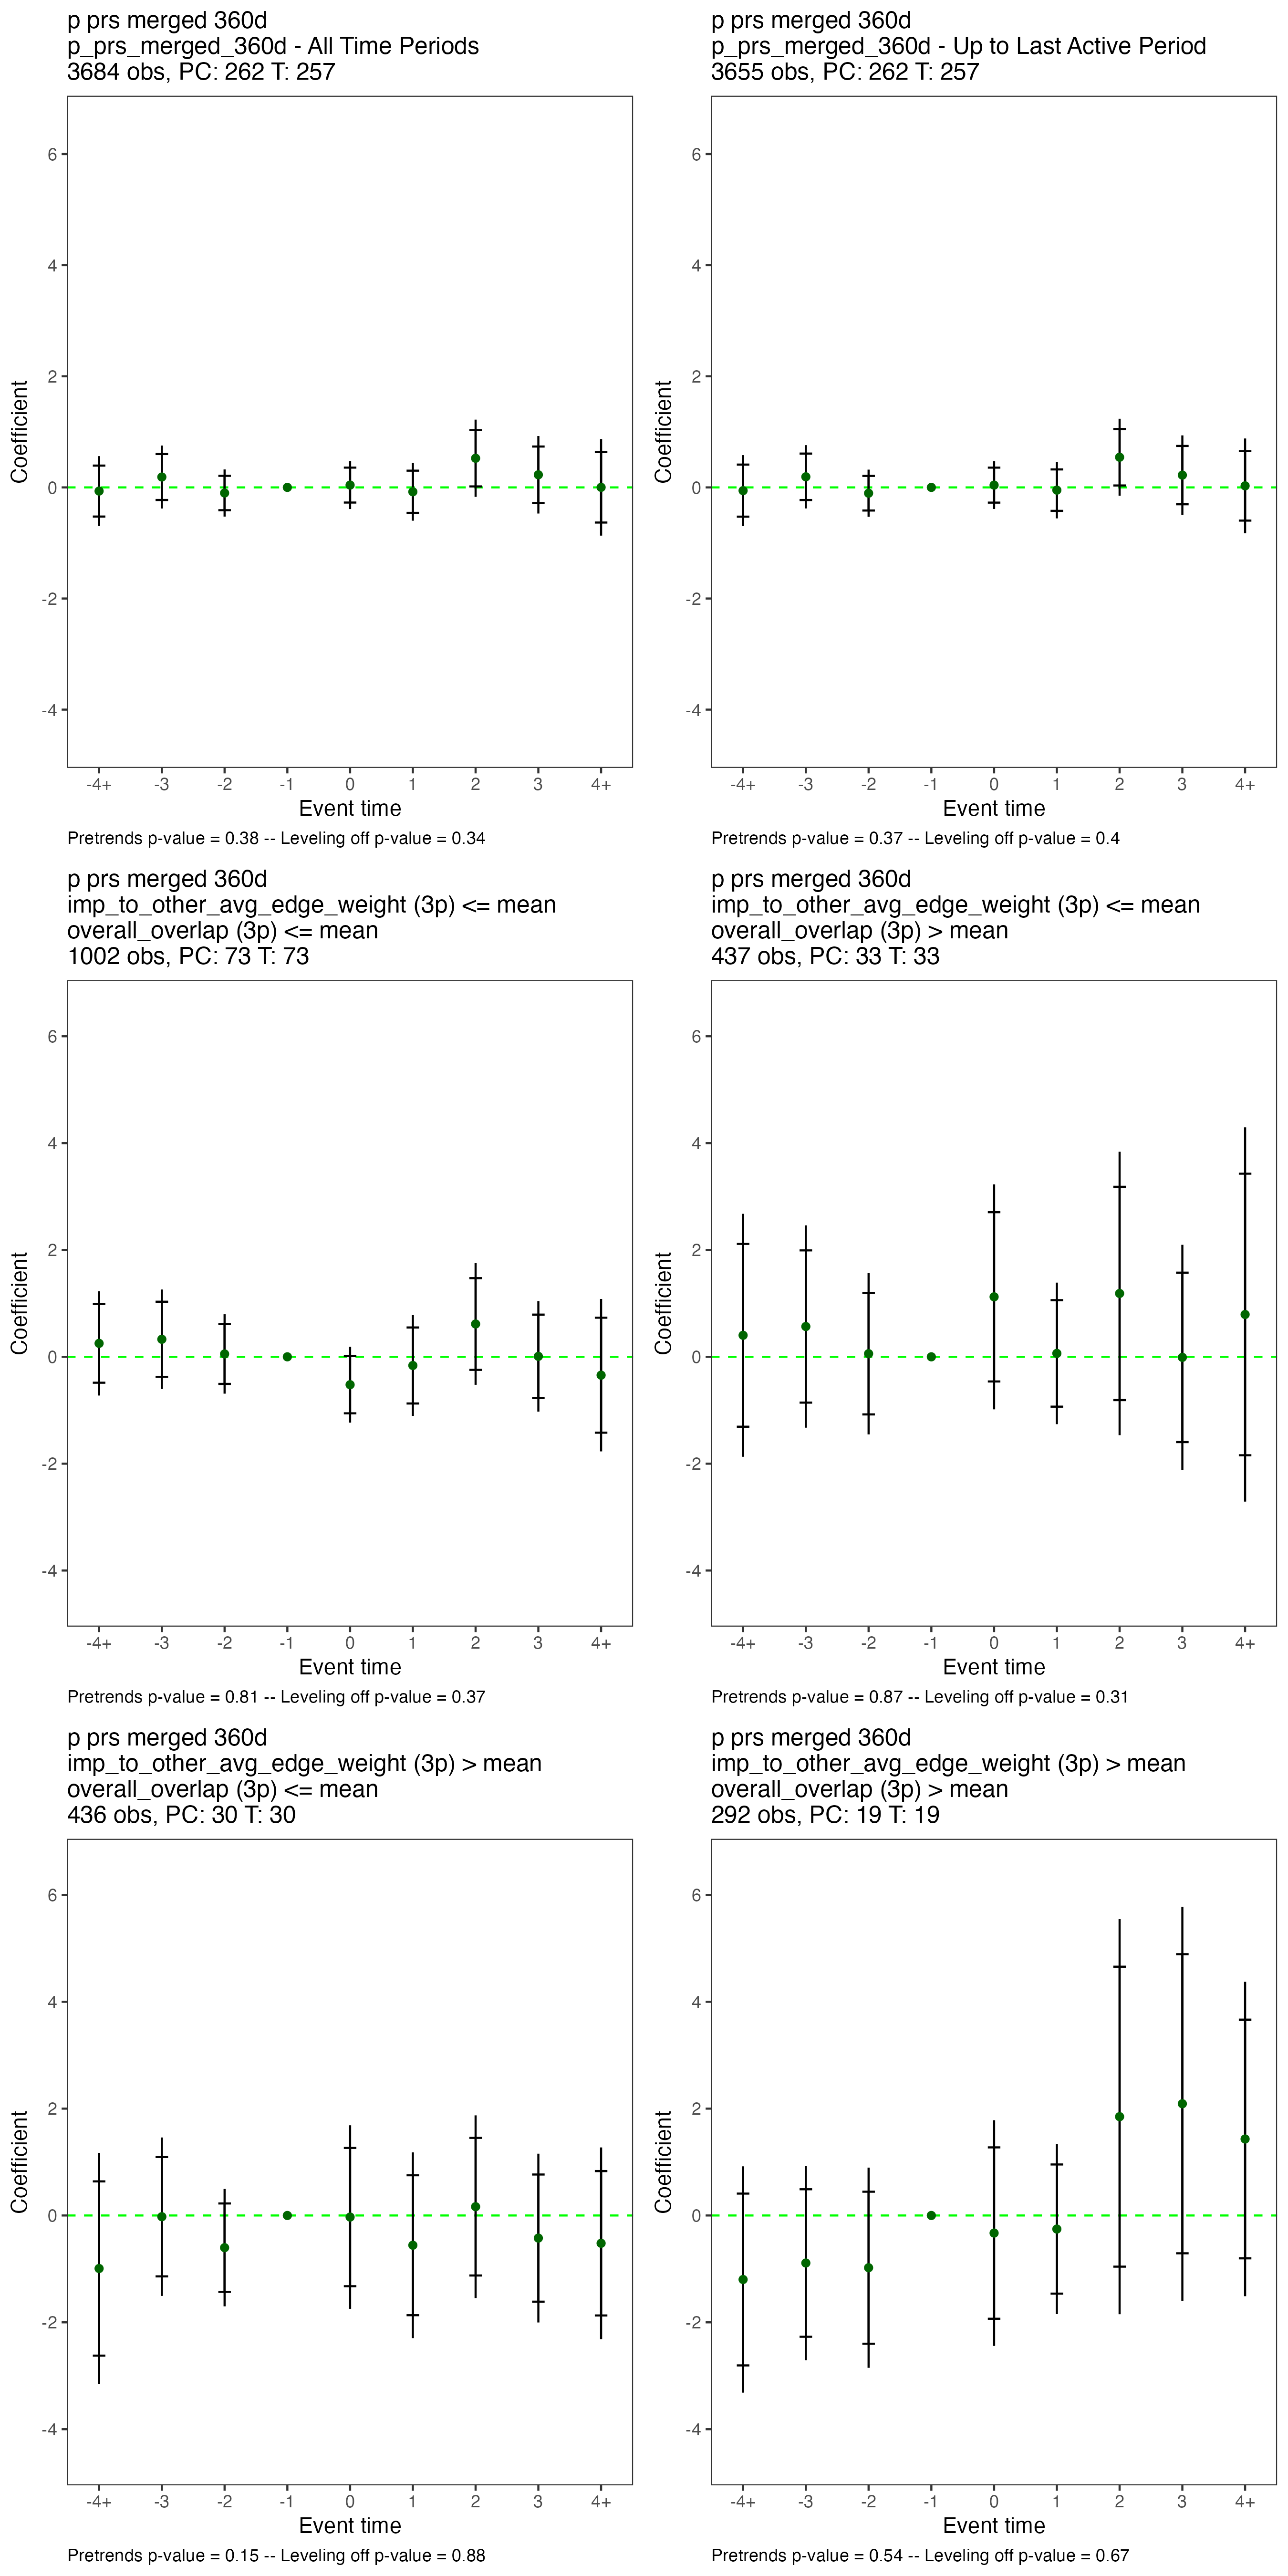 p prs merged 360d
p_prs_merged_360d - All Time Periods
3684 obs, PC: 262 T: 257
6
4
2
0
-2
-4
Coefficient
-4+ -3 -2 -1 0 1 2 3 4+
Event time
Pretrends p-value = 0.38 -- Leveling off p-value = 0.34
p prs merged 360d
p_prs_merged_360d - Up to Last Active Period
3655 obs, PC: 262 T: 257
6
4
2
0
-2
-4
Coefficient
-4+ -3 -2 -1 0 1 2 3 4+
Event time
Pretrends p-value = 0.37 -- Leveling off p-value = 0.4
p prs merged 360d
imp_to_other_avg_edge_weight (3p) <= mean
overall_overlap (3p) <= mean
1002 obs, PC: 73 T: 73
6
4
2
0
-2
-4
Coefficient
-4+ -3 -2 -1 0 1 2 3 4+
Event time
Pretrends p-value = 0.81 -- Leveling off p-value = 0.37
p prs merged 360d
imp_to_other_avg_edge_weight (3p) <= mean
overall_overlap (3p) > mean
437 obs, PC: 33 T: 33
6
4
2
0
-2
-4
Coefficient
-4+ -3 -2 -1 0 1 2 3 4+
Event time
Pretrends p-value = 0.87 -- Leveling off p-value = 0.31
p prs merged 360d
imp_to_other_avg_edge_weight (3p) > mean
overall_overlap (3p) <= mean
436 obs, PC: 30 T: 30
6
4
2
0
-2
-4
Coefficient
-4+ -3 -2 -1 0 1 2 3 4+
Event time
Pretrends p-value = 0.15 -- Leveling off p-value = 0.88
p prs merged 360d
imp_to_other_avg_edge_weight (3p) > mean
overall_overlap (3p) > mean
292 obs, PC: 19 T: 19
6
4
2
0
-2
-4
Coefficient
-4+ -3 -2 -1 0 1 2 3 4+
Event time
Pretrends p-value = 0.54 -- Leveling off p-value = 0.67